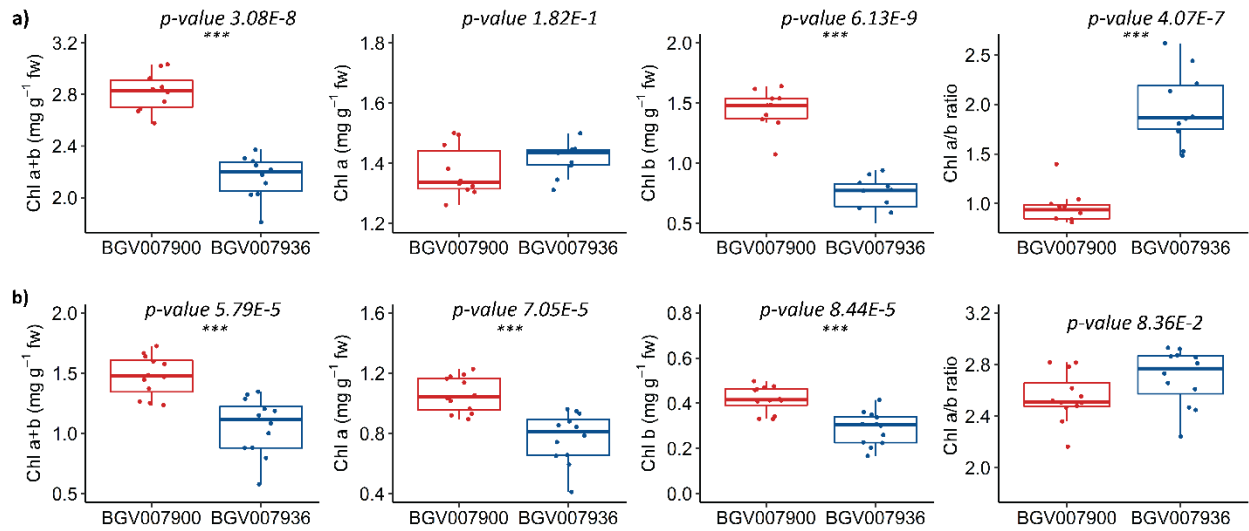 a)
p-value 3.08E-8
***
Chl a+b (mg g⁻¹ fw)
3.2
2.8
2.4
2.0
BGV007900 BGV007936
p-value 1.82E-1
Chl a (mg g⁻¹ fw)
1.8
1.6
1.4
1.2
BGV007900 BGV007936
p-value 6.13E-9
***
Chl b (mg g⁻¹ fw)
2.0
1.5
1.0
0.5
BGV007900 BGV007936
p-value 4.07E-7
***
Chl a/b ratio
2.5
2.0
1.5
1.0
BGV007900 BGV007936
b)
p-value 5.79E-5
***
Chl a+b (mg g⁻¹ fw)
2.0
1.5
1.0
0.5
BGV007900 BGV007936
p-value 7.05E-5
***
Chl a (mg g⁻¹ fw)
1.6
1.2
0.8
0.4
BGV007900 BGV007936
p-value 8.44E-5
***
Chl b (mg g⁻¹ fw)
0.8
0.6
0.4
0.2
0.0
BGV007900 BGV007936
p-value 8.36E-2
Chl a/b ratio
3.2
2.8
2.4
2.0
BGV007900 BGV007936